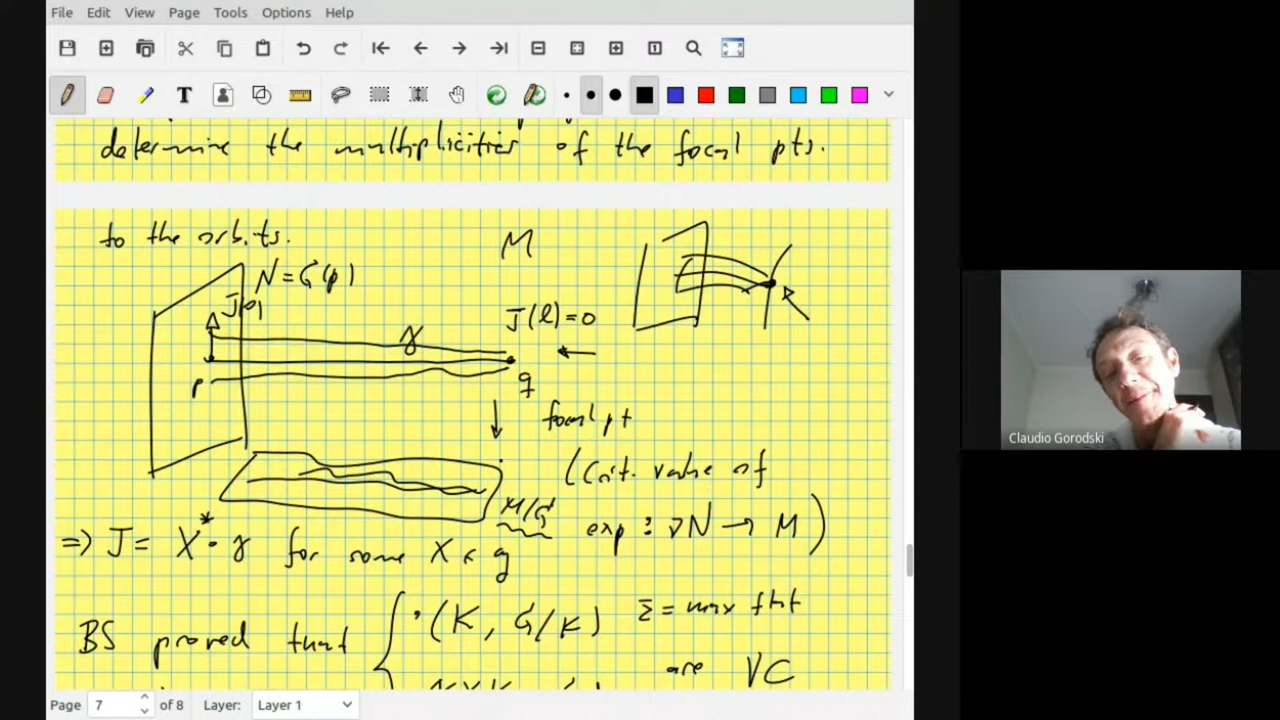 File Edit View Page Tools Options Help
determine the multiplicities of the focal pts.
to the orbits.
M
N = G(p)
J(0)
γ
J(l) = 0
p
q
focal pt
(Crit. value of
exp : νN → M)
M/G
⇒ J = X* ∘ γ for some X ∈ g
BS proved that
(K, G/K)
Σ = max flat
are VC
Claudio Gorodski
Page 7 of 8 Layer: Layer 1